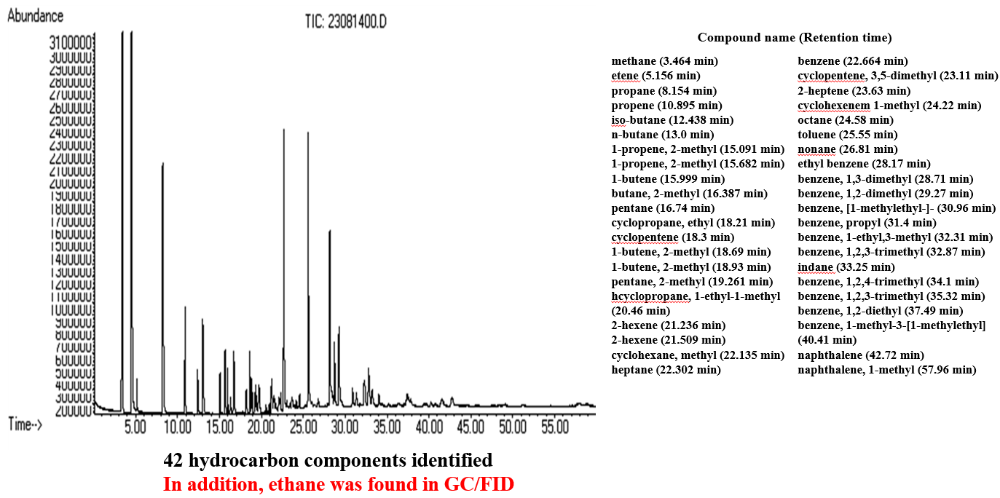 Abundance
TIC: 23081400.D
3100000
3000000
2900000
2800000
2700000
2600000
2500000
2400000
2300000
2200000
2100000
2000000
1900000
1800000
1700000
1600000
1500000
1400000
1300000
1200000
1100000
1000000
900000
800000
700000
600000
500000
400000
300000
200000
Time-->
5.00 10.00 15.00 20.00 25.00 30.00 35.00 40.00 45.00 50.00 55.00
42 hydrocarbon components identified
In addition, ethane was found in GC/FID
Compound name (Retention time)
methane (3.464 min)
etene (5.156 min)
propane (8.154 min)
propene (10.895 min)
iso-butane (12.438 min)
n-butane (13.0 min)
1-propene, 2-methyl (15.091 min)
1-propene, 2-methyl (15.682 min)
1-butene (15.999 min)
butane, 2-methyl (16.387 min)
pentane (16.74 min)
cyclopropane, ethyl (18.21 min)
cyclopentene (18.3 min)
1-butene, 2-methyl (18.69 min)
1-butene, 2-methyl (18.93 min)
pentane, 2-methyl (19.261 min)
hcyclopropane, 1-ethyl-1-methyl
(20.46 min)
2-hexene (21.236 min)
2-hexene (21.509 min)
cyclohexane, methyl (22.135 min)
heptane (22.302 min)
benzene (22.664 min)
cyclopentene, 3,5-dimethyl (23.11 min)
2-heptene (23.63 min)
cyclohexenem 1-methyl (24.22 min)
octane (24.58 min)
toluene (25.55 min)
nonane (26.81 min)
ethyl benzene (28.17 min)
benzene, 1,3-dimethyl (28.71 min)
benzene, 1,2-dimethyl (29.27 min)
benzene, [1-methylethyl-]- (30.96 min)
benzene, propyl (31.4 min)
benzene, 1-ethyl,3-methyl (32.31 min)
benzene, 1,2,3-trimethyl (32.87 min)
indane (33.25 min)
benzene, 1,2,4-trimethyl (34.1 min)
benzene, 1,2,3-trimethyl (35.32 min)
benzene, 1,2-diethyl (37.49 min)
benzene, 1-methyl-3-[1-methylethyl]
(40.41 min)
naphthalene (42.72 min)
naphthalene, 1-methyl (57.96 min)